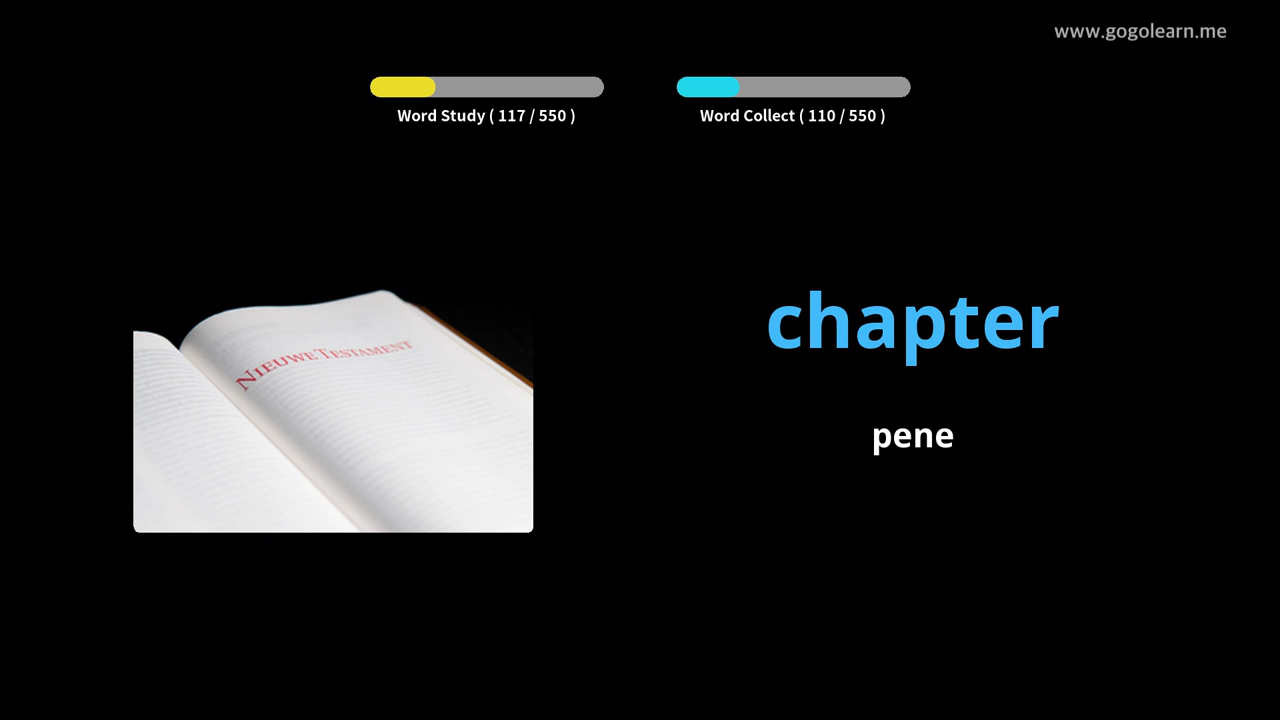 www.gogolearn.me
Word Study ( 117 / 550 )
Word Collect ( 110 / 550 )
NIEUWE TESTAMENT
chapter
pene